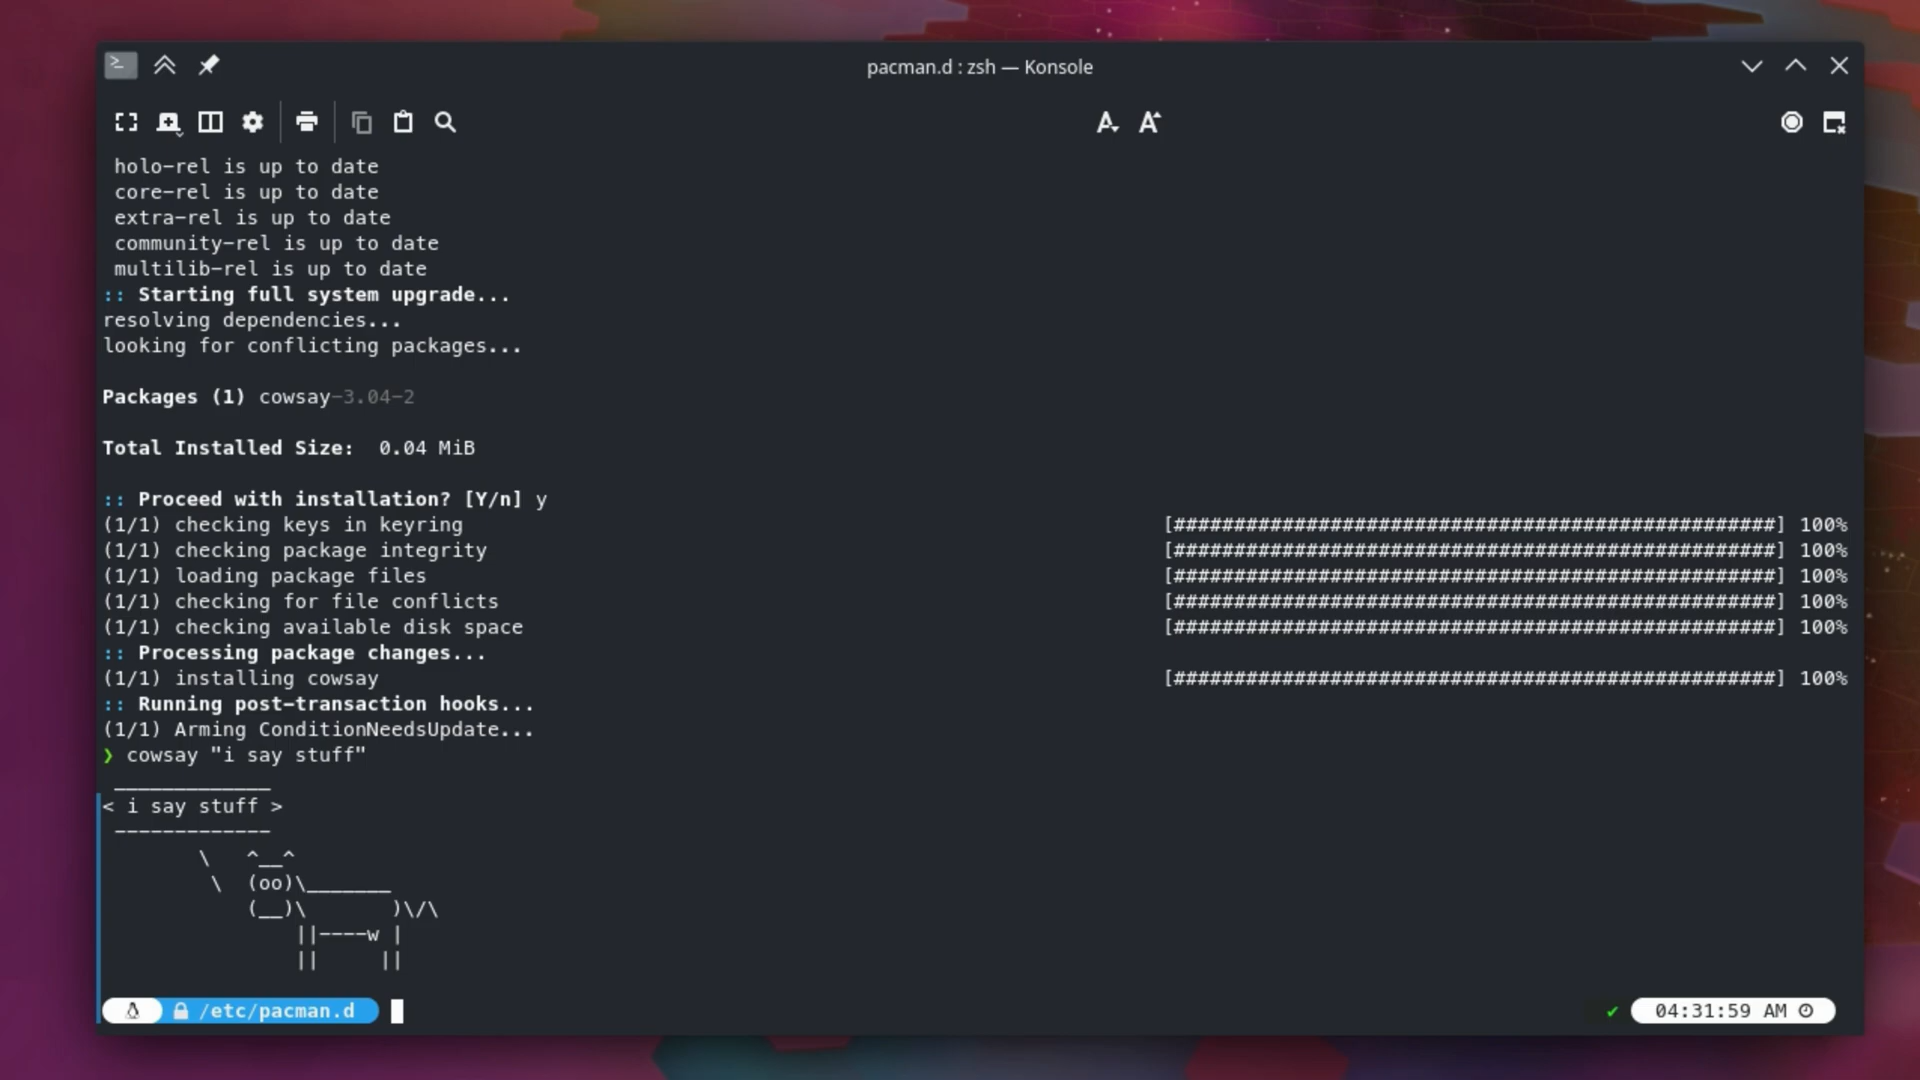 pacman.d : zsh — Konsole
holo-rel is up to date
core-rel is up to date
extra-rel is up to date
community-rel is up to date
multilib-rel is up to date
:: Starting full system upgrade...
resolving dependencies...
looking for conflicting packages...
Packages (1) cowsay-3.04-2
Total Installed Size:  0.04 MiB
:: Proceed with installation? [Y/n] y
(1/1) checking keys in keyring [##################################################] 100%
(1/1) checking package integrity [##################################################] 100%
(1/1) loading package files [##################################################] 100%
(1/1) checking for file conflicts [##################################################] 100%
(1/1) checking available disk space [##################################################] 100%
:: Processing package changes...
(1/1) installing cowsay [##################################################] 100%
:: Running post-transaction hooks...
(1/1) Arming ConditionNeedsUpdate...
❯ cowsay "i say stuff"
 _____________
< i say stuff >
 -------------
        \   ^__^
         \  (oo)\_______
            (__)\       )\/\
                ||----w |
                ||     ||
/etc/pacman.d ✔ 04:31:59 AM